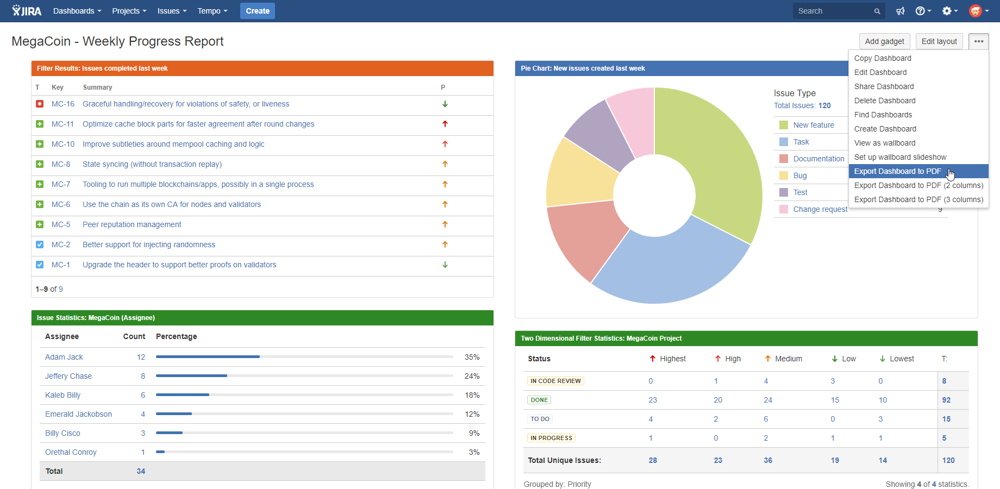 JIRA Dashboards Projects Issues Tempo Create Search
MegaCoin - Weekly Progress Report
Add gadget Edit layout
Copy Dashboard
Edit Dashboard
Share Dashboard
Delete Dashboard
Find Dashboards
Create Dashboard
View as wallboard
Set up wallboard slideshow
Export Dashboard to PDF
Export Dashboard to PDF (2 columns)
Export Dashboard to PDF (3 columns)
Filter Results: Issues completed last week
T Key Summary P
MC-16 Graceful handling/recovery for violations of safety, or liveness
MC-11 Optimize cache block parts for faster agreement after round changes
MC-10 Improve subtleties around mempool caching and logic
MC-8 State syncing (without transaction replay)
MC-7 Tooling to run multiple blockchains/apps, possibly in a single process
MC-6 Use the chain as its own CA for nodes and validators
MC-5 Peer reputation management
MC-2 Better support for injecting randomness
MC-1 Upgrade the header to support better proofs on validators
1–9 of 9
Pie Chart: New issues created last week
Issue Type
Total Issues: 120
New feature
Task
Documentation
Bug
Test
Change request 9
Issue Statistics: MegaCoin (Assignee)
Assignee Count Percentage
Adam Jack 12 35%
Jeffery Chase 8 24%
Kaleb Billy 6 18%
Emerald Jackobson 4 12%
Billy Cisco 3 9%
Orethal Conroy 1 3%
Total 34
Two Dimensional Filter Statistics: MegaCoin Project
Status Highest High Medium Low Lowest T:
IN CODE REVIEW 0 1 4 3 0 8
DONE 23 20 24 15 10 92
TO DO 4 2 6 0 3 15
IN PROGRESS 1 0 2 1 1 5
Total Unique Issues: 28 23 36 19 14 120
Grouped by: Priority Showing 4 of 4 statistics.